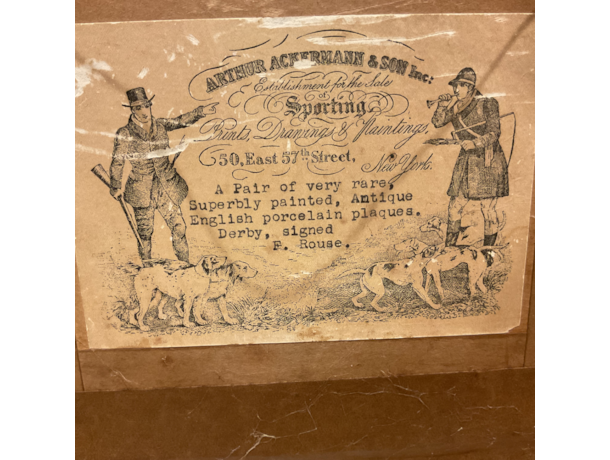 ARTHUR ACKERMANN & SON Inc:
Establishment for the Sale
of
Sporting
Prints, Drawings, & Paintings,
50, East 57th Street,
New York.
A Pair of very rare,
Superbly painted, Antique
English porcelain plaques.
Derby, signed
F. Rouse.